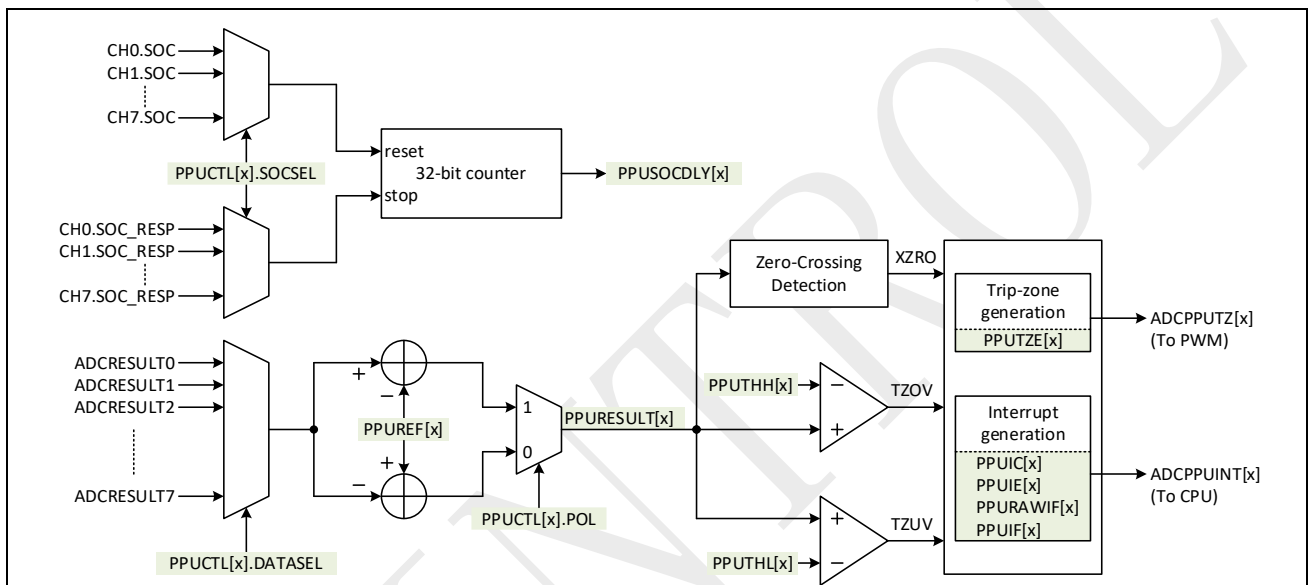 CH0.SOC
CH1.SOC
CH7.SOC
PPUCTL[x].SOCSEL
CH0.SOC_RESP
CH1.SOC_RESP
CH7.SOC_RESP
reset
32-bit counter
stop
PPUSOCDLY[x]
ADCRESULT0
ADCRESULT1
ADCRESULT2
ADCRESULT7
PPUCTL[x].DATASEL
+
−
PPUREF[x]
+
−
1
0
PPUCTL[x].POL
PPURESULT[x]
Zero-Crossing
Detection
XZRO
PPUTHH[x]
−
+
TZOV
+
−
PPUTHL[x]
TZUV
Trip-zone
generation
PPUTZE[x]
ADCPPUTZ[x]
(To PWM)
Interrupt
generation
PPUIC[x]
PPUIE[x]
PPURAWIF[x]
PPUIF[x]
ADCPPUINT[x]
(To CPU)
NTROL